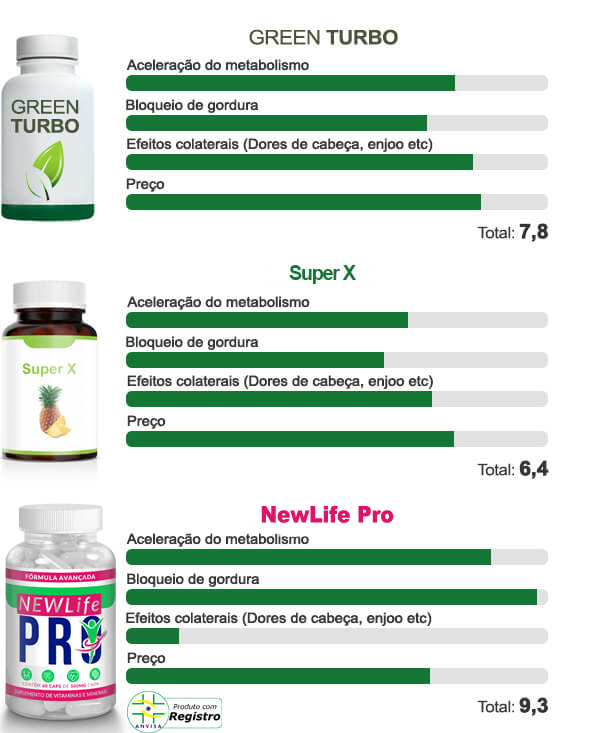 GREEN TURBO
Aceleração do metabolismo
GREEN
TURBO
Bloqueio de gordura
Efeitos colaterais (Dores de cabeça, enjoo etc)
Preço
Total: 7,8
Super X
Aceleração do metabolismo
Bloqueio de gordura
Super X
Efeitos colaterais (Dores de cabeça, enjoo etc)
Preço
Total: 6,4
NewLife Pro
Aceleração do metabolismo
FÓRMULA AVANÇADA
NEWLife
PRO
CONTÉM 60 CAPS DE 500MG CADA
SUPLEMENTO DE VITAMINAS E MINERAIS
Bloqueio de gordura
Efeitos colaterais (Dores de cabeça, enjoo etc)
Preço
Produto com
Registro
ANVISA
Total: 9,3